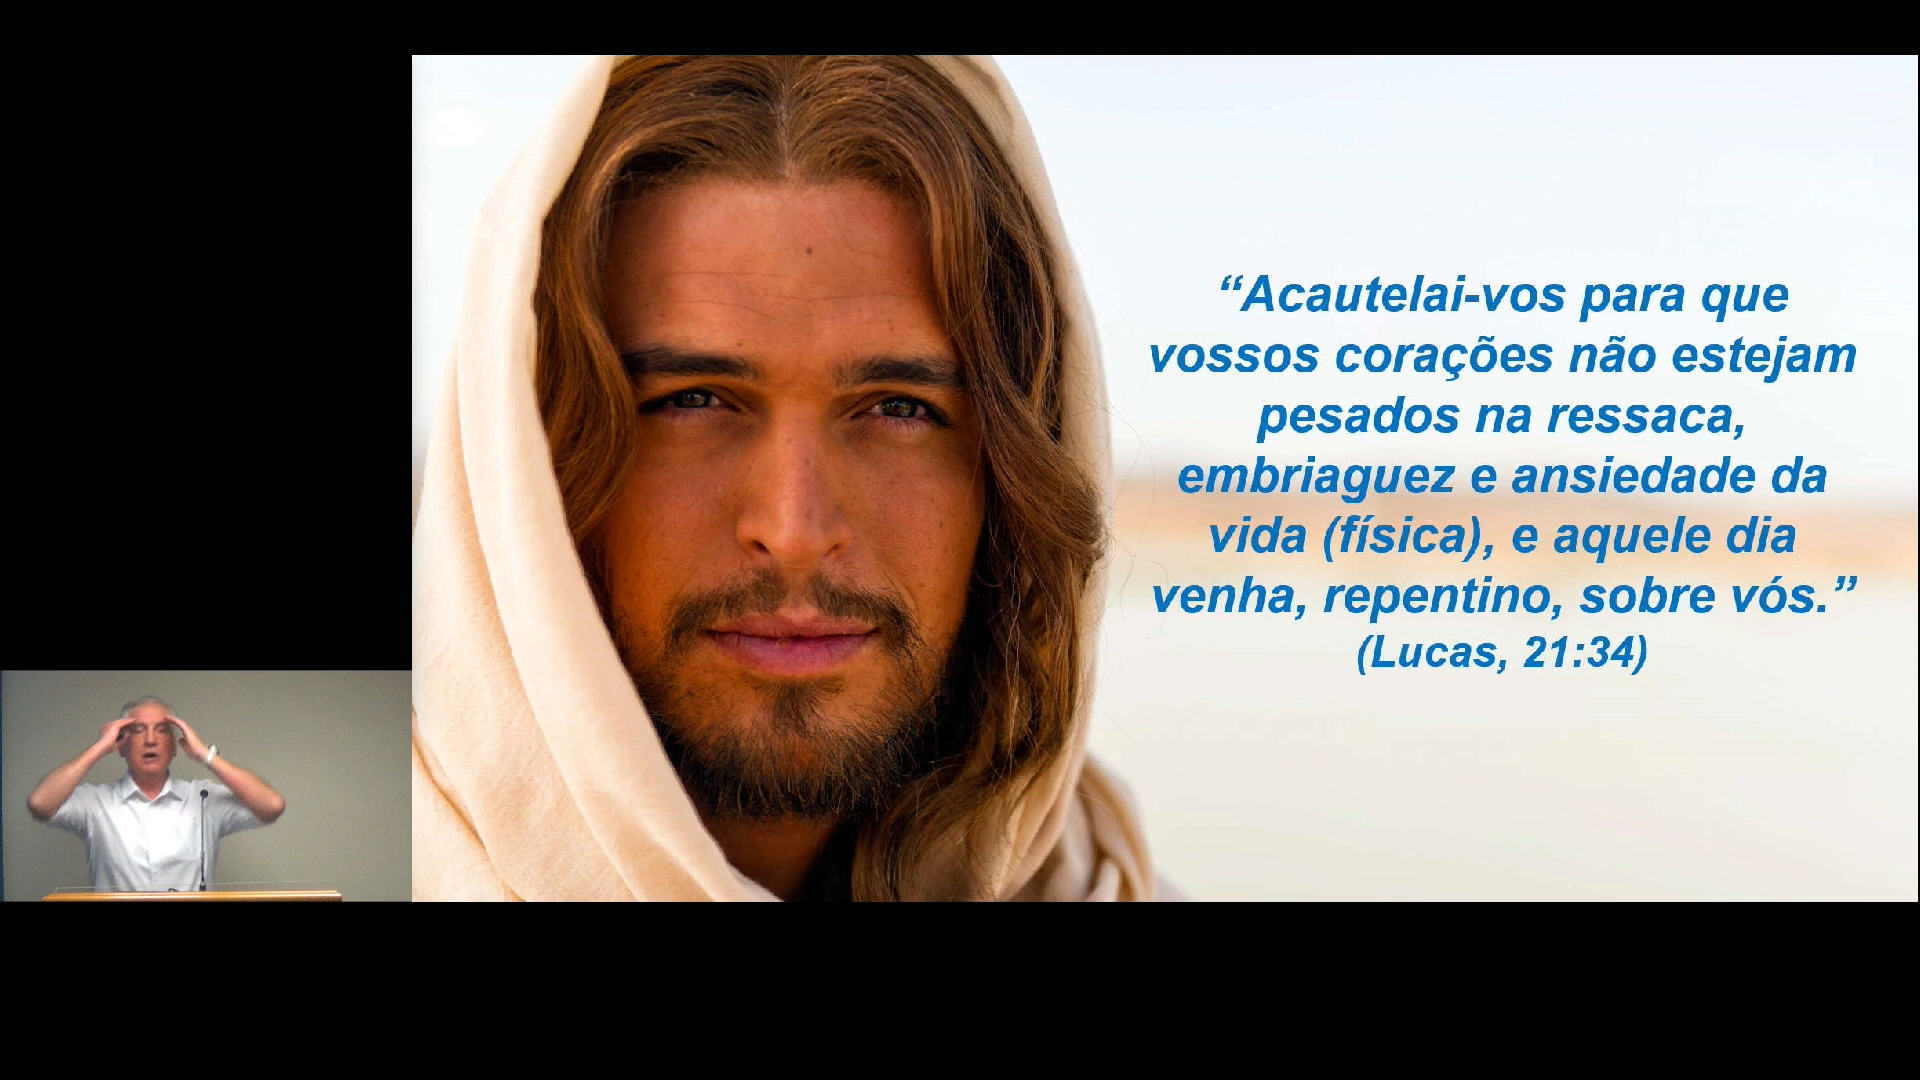 “Acautelai-vos para que
vossos corações não estejam
pesados na ressaca,
embriaguez e ansiedade da
vida (física), e aquele dia
venha, repentino, sobre vós.”
(Lucas, 21:34)